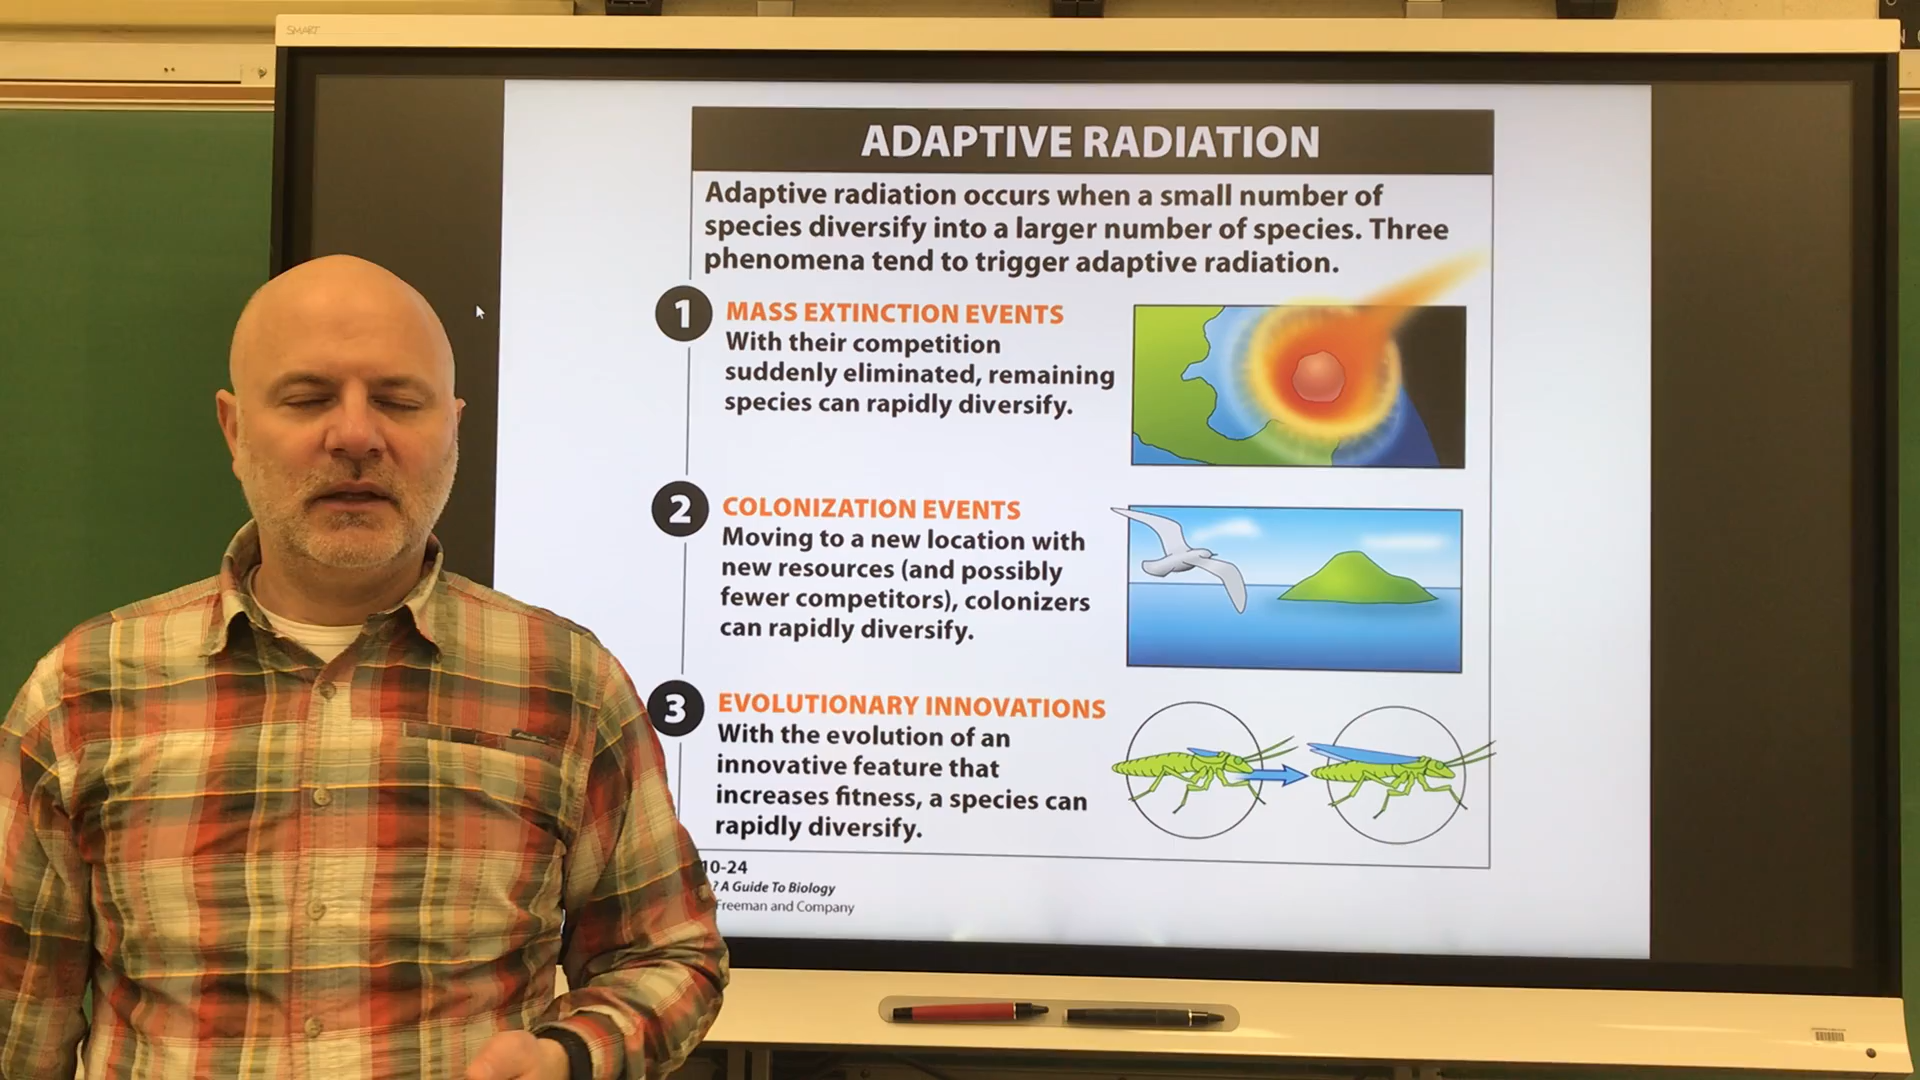 SMART
ADAPTIVE RADIATION
Adaptive radiation occurs when a small number of
species diversify into a larger number of species. Three
phenomena tend to trigger adaptive radiation.
1 MASS EXTINCTION EVENTS
With their competition
suddenly eliminated, remaining
species can rapidly diversify.
2 COLONIZATION EVENTS
Moving to a new location with
new resources (and possibly
fewer competitors), colonizers
can rapidly diversify.
3 EVOLUTIONARY INNOVATIONS
With the evolution of an
innovative feature that
increases fitness, a species can
rapidly diversify.
10-24
? A Guide To Biology
Freeman and Company